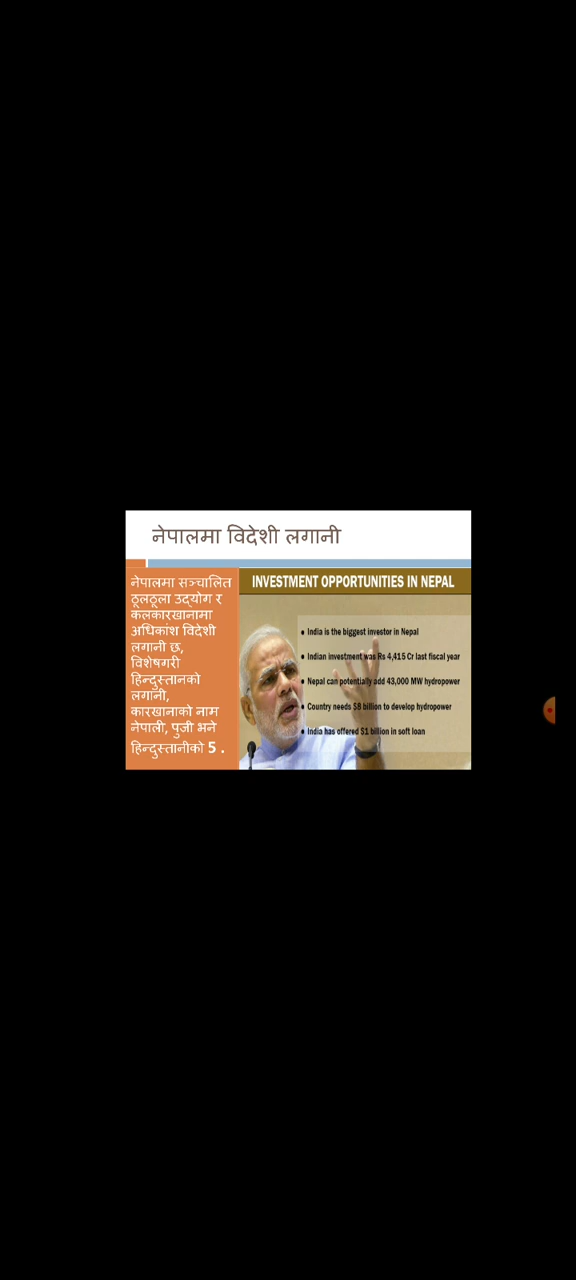 नेपालमा विदेशी लगानी
नेपालमा सञ्चालित
ठूलठूला उद्योग र
कलकारखानामा
अधिकांश विदेशी
लगानी छ,
विशेषगरी
हिन्दुस्तानको
लगानी,
कारखानाको नाम
नेपाली, पुजी भने
हिन्दुस्तानीको 5 .
INVESTMENT OPPORTUNITIES IN NEPAL
• India is the biggest investor in Nepal
• Indian investment was Rs 4,415 Cr last fiscal year
• Nepal can potentially add 43,000 MW hydropower
• Country needs $8 billion to develop hydropower
• India has offered $1 billion in soft loan